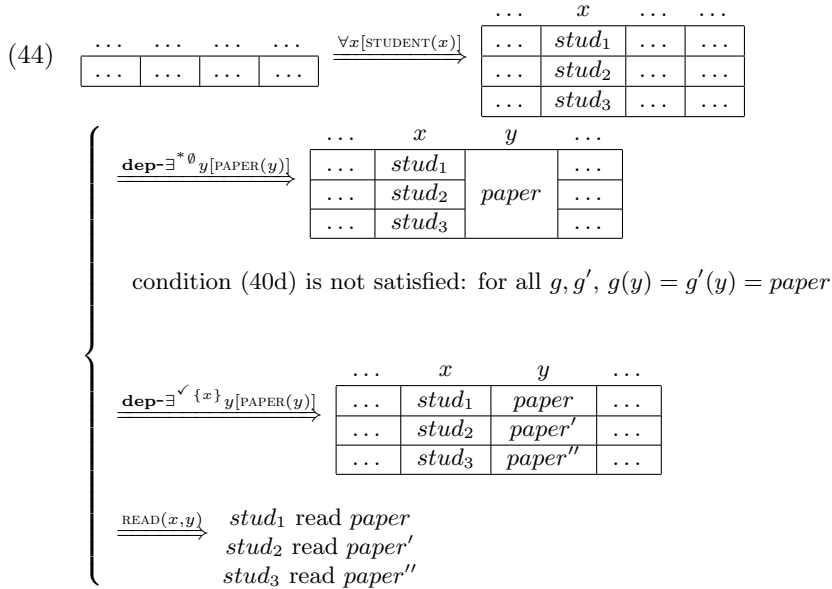 (44)
… … … …
… … … …
∀x[STUDENT(x)]
… x … …
… stud₁ … …
… stud₂ … …
… stud₃ … …
dep-∃*∅y[PAPER(y)]
… x y …
… stud₁ …
… stud₂ paper …
… stud₃ …
condition (40d) is not satisfied: for all g, g′, g(y) = g′(y) = paper
dep-∃✓{x}y[PAPER(y)]
… x y …
… stud₁ paper …
… stud₂ paper′ …
… stud₃ paper″ …
READ(x,y)
stud₁ read paper
stud₂ read paper′
stud₃ read paper″